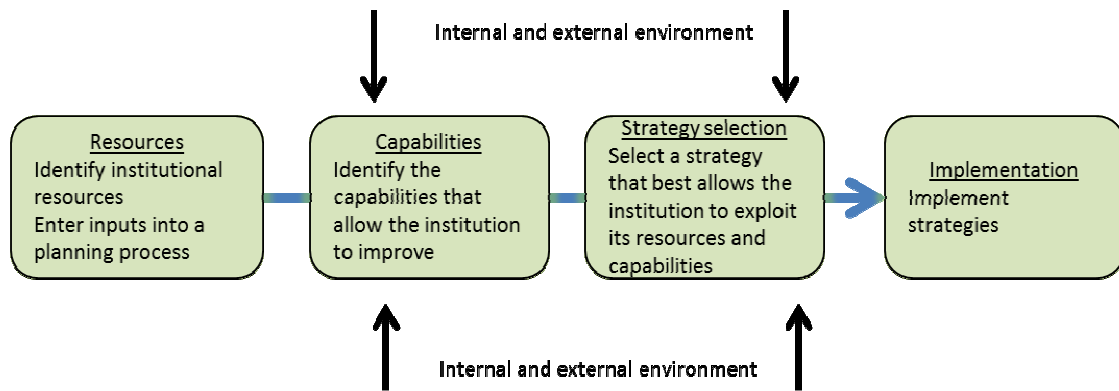 Internal and external environment
Resources
Identify institutional
resources
Enter inputs into a
planning process
Capabilities
Identify the
capabilities that
allow the institution
to improve
Strategy selection
Select a strategy
that best allows the
institution to exploit
its resources and
capabilities
Implementation
Implement
strategies
Internal and external environment